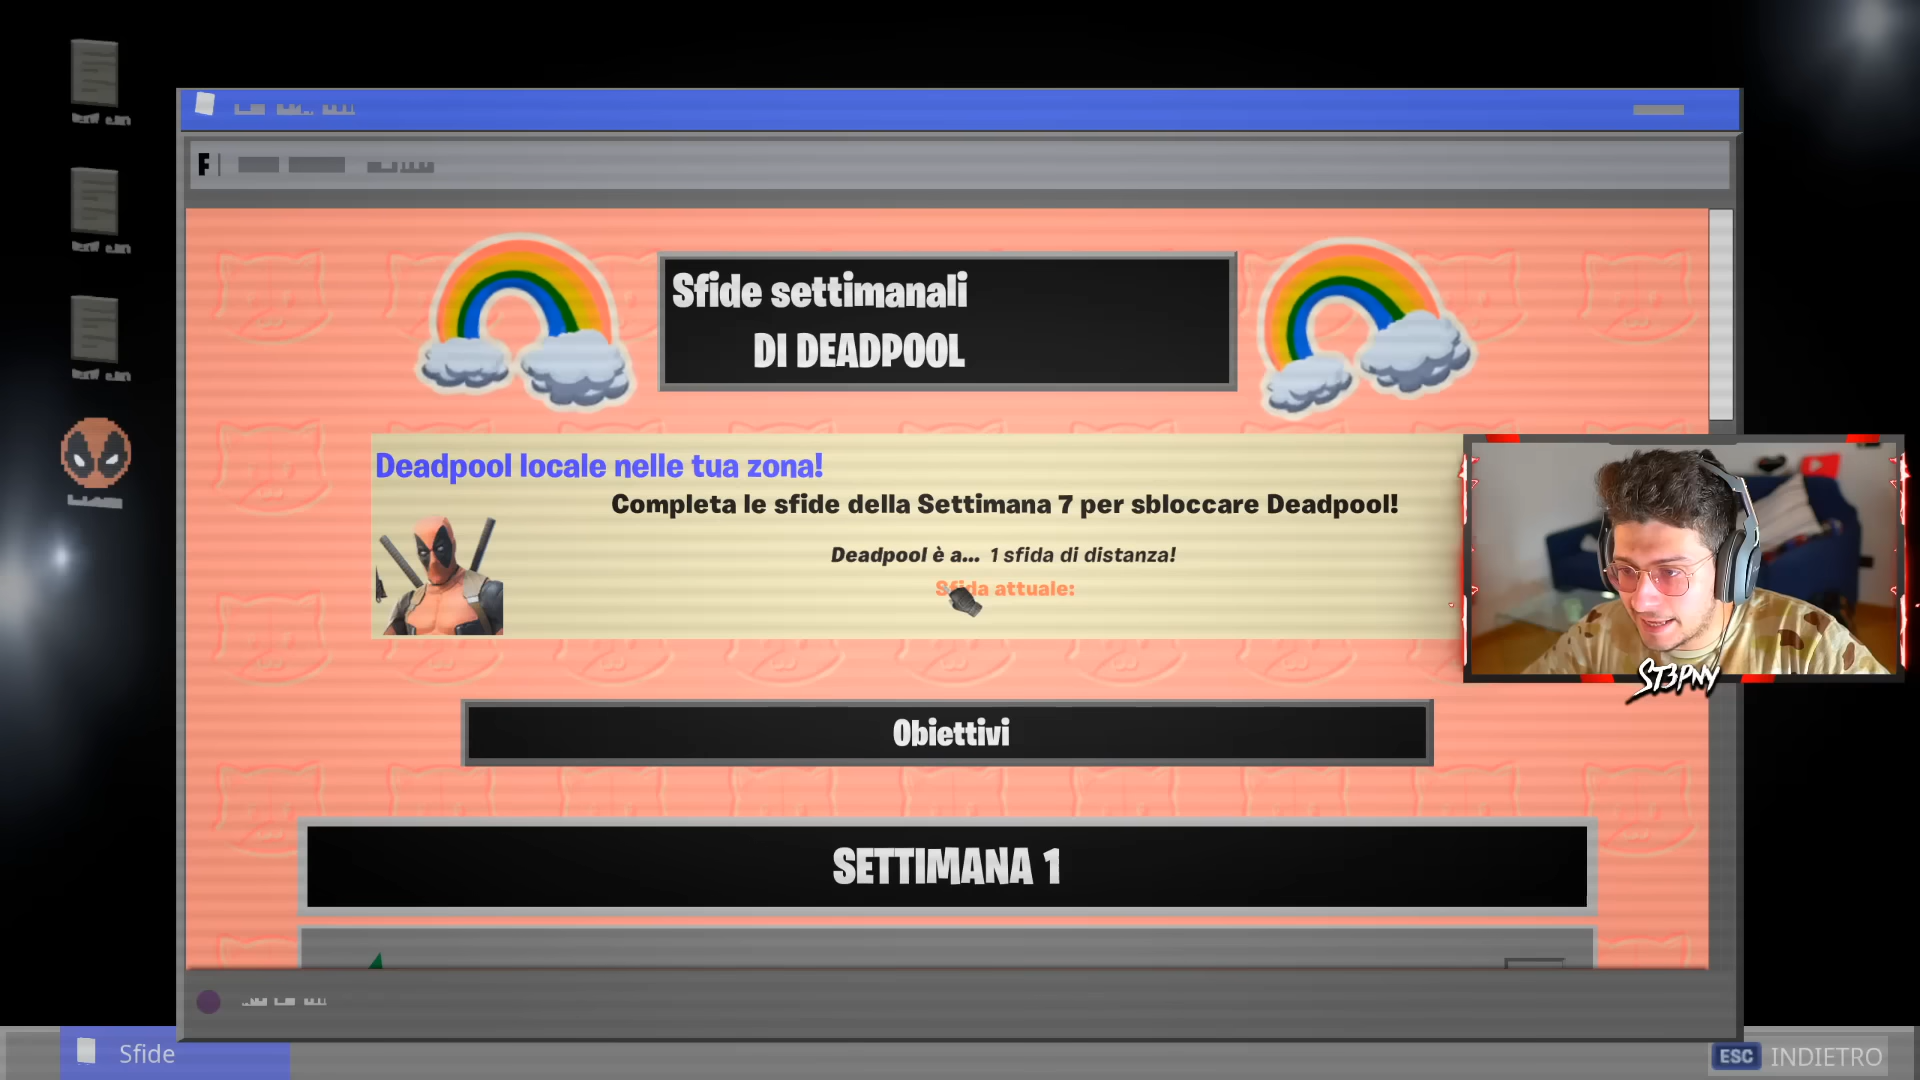 F
Sfide settimanali
DI DEADPOOL
Deadpool locale nelle tua zona!
Completa le sfide della Settimana 7 per sbloccare Deadpool!
Deadpool è a... 1 sfida di distanza!
Sfida attuale:
ST3PNY
Obiettivi
SETTIMANA 1
Sfide
ESC INDIETRO